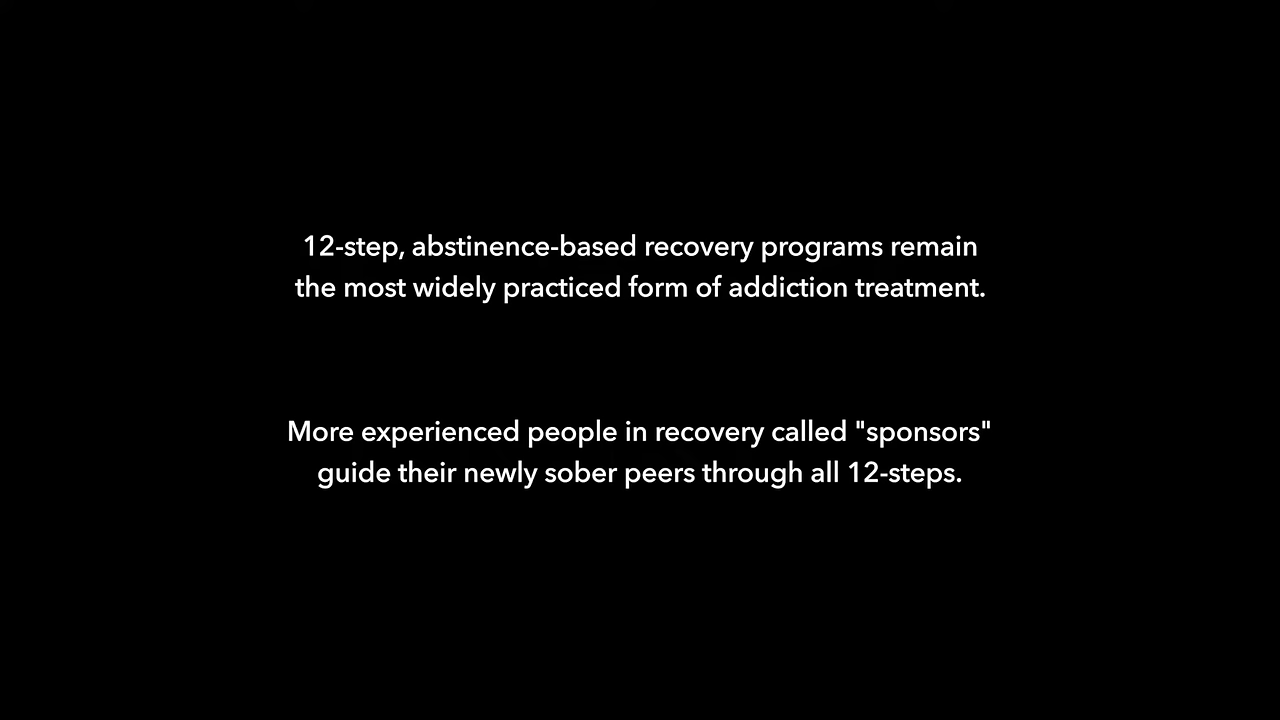 12-step, abstinence-based recovery programs remain
the most widely practiced form of addiction treatment.
More experienced people in recovery called "sponsors"
guide their newly sober peers through all 12-steps.